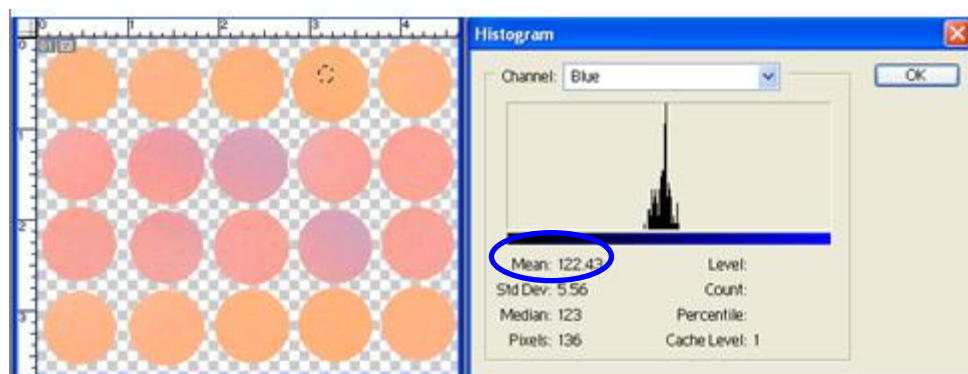 0 1 2 3 4
Histogram
0
Channel: Blue
OK
1
2
Mean: 122.43 Level:
Std Dev: 5.56 Count:
Median: 123 Percentile:
3
Pixels: 136 Cache Level: 1